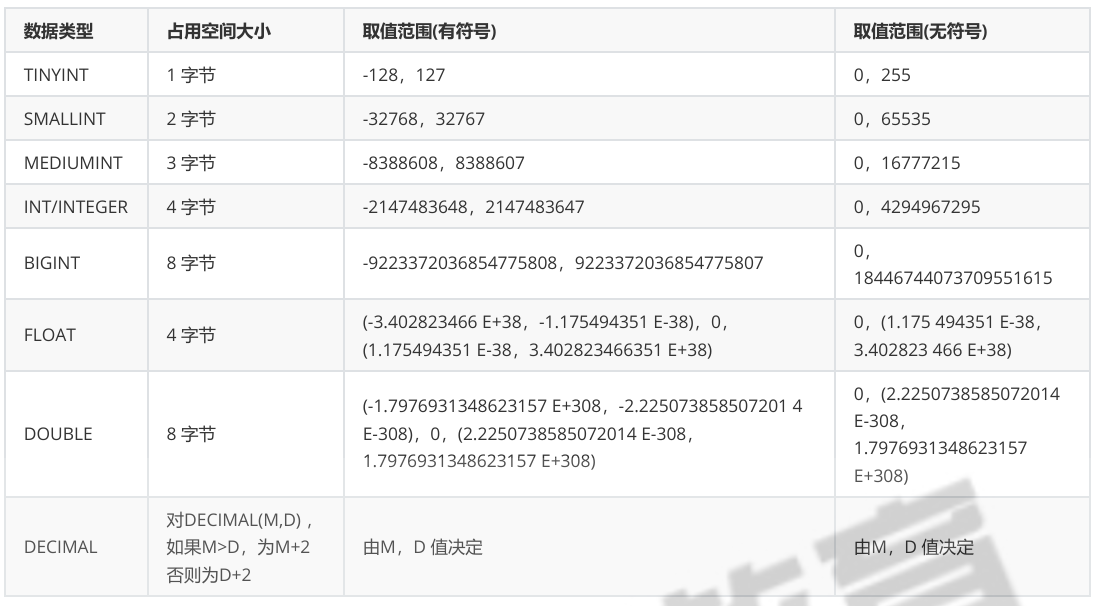 数据类型 占用空间大小 取值范围(有符号) 取值范围(无符号)
TINYINT 1 字节 -128，127 0，255
SMALLINT 2 字节 -32768，32767 0，65535
MEDIUMINT 3 字节 -8388608，8388607 0，16777215
INT/INTEGER 4 字节 -2147483648，2147483647 0，4294967295
BIGINT 8 字节 -9223372036854775808，9223372036854775807 0，
18446744073709551615
FLOAT 4 字节 (-3.402823466 E+38，-1.175494351 E-38)，0，
(1.175494351 E-38，3.402823466351 E+38)
0，(1.175 494351 E-38，
3.402823 466 E+38)
DOUBLE 8 字节 (-1.7976931348623157 E+308，-2.225073858507201 4
E-308)，0，(2.2250738585072014 E-308，
1.7976931348623157 E+308)
0，(2.2250738585072014
E-308，
1.7976931348623157
E+308)
DECIMAL
对DECIMAL(M,D) ，
如果M>D，为M+2
否则为D+2
由M，D 值决定 由M，D 值决定
育